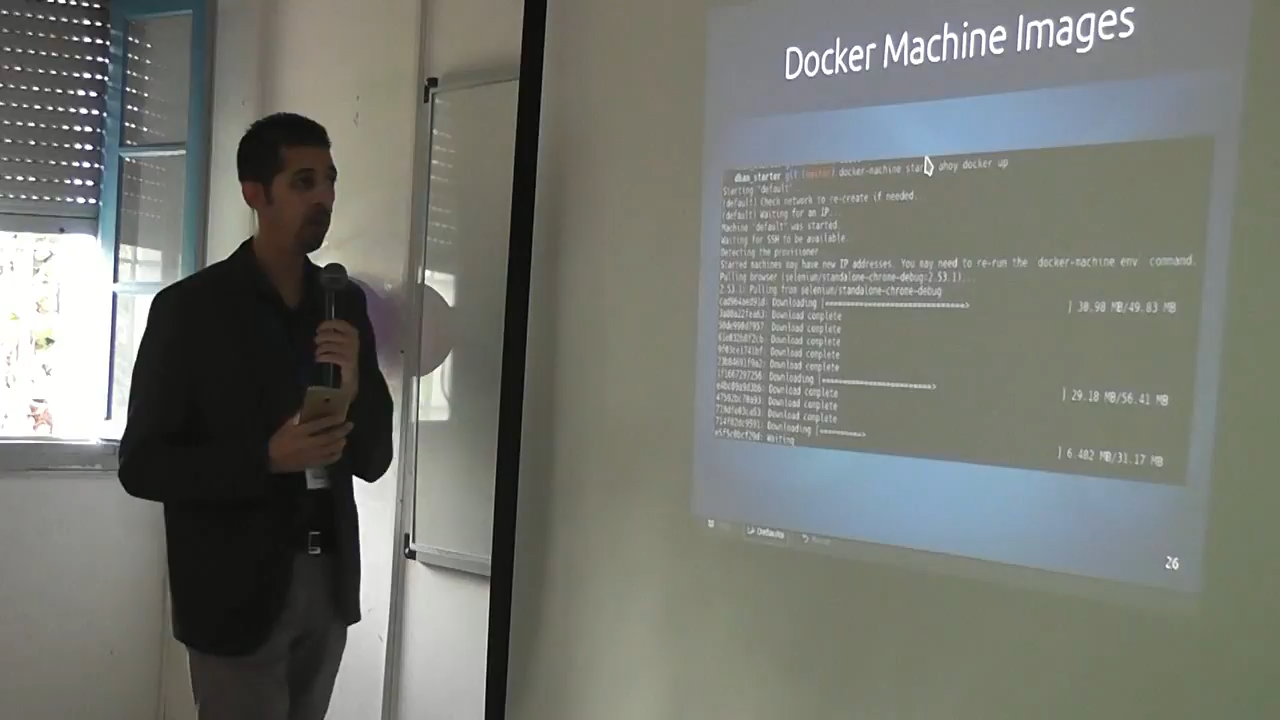 Docker Machine Images
dbax_starter git:(master) docker-machine star ahoy docker up
Starting "default"...
(default) Check network to re-create if needed...
(default) Waiting for an IP...
Machine "default" was started.
Waiting for SSH to be available...
Detecting the provisioner...
Started machines may have new IP addresses. You may need to re-run the `docker-machine env` command.
Pulling browser (selenium/standalone-chrome-debug:2.53.1)...
2.53.1: Pulling from selenium/standalone-chrome-debug
Downloading [===> ] 30.98 MB/49.83 MB
Download complete
Download complete
Download complete
Download complete
Download complete
Downloading [===> ] 29.18 MB/56.41 MB
Download complete
Download complete
Download complete
Downloading [===> ] 6.482 MB/31.17 MB
Waiting
Defaults
26